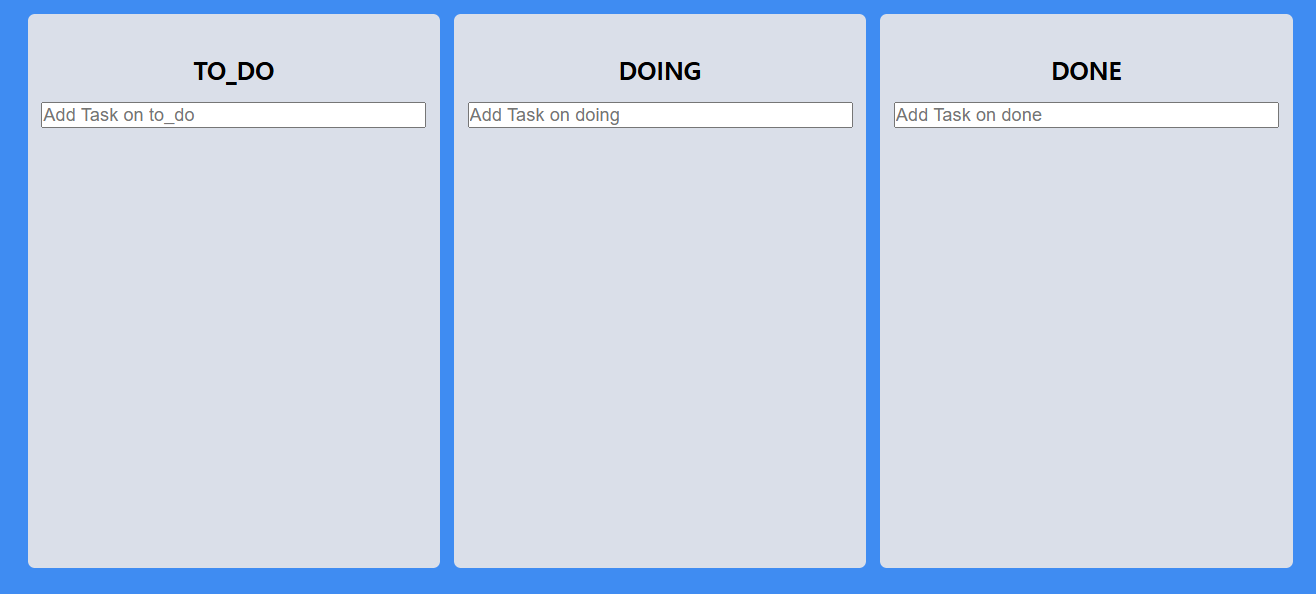 TO_DO
Add Task on to_do
DOING
Add Task on doing
DONE
Add Task on done